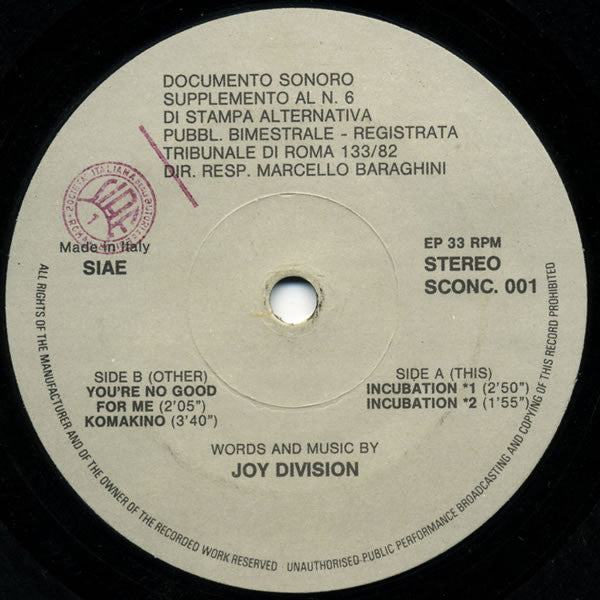 DOCUMENTO SONORO
SUPPLEMENTO AL N. 6
DI STAMPA ALTERNATIVA
PUBBL. BIMESTRALE - REGISTRATA
TRIBUNALE DI ROMA 133/82
DIR. RESP. MARCELLO BARAGHINI
Made in Italy
SIAE
EP 33 RPM
STEREO
SCONC. 001
SIDE B (OTHER)
YOU'RE NO GOOD
FOR ME (2'05")
KOMAKINO (3'40")
SIDE A (THIS)
INCUBATION *1 (2'50")
INCUBATION *2 (1'55")
WORDS AND MUSIC BY
JOY DIVISION
ALL RIGHTS OF THE MANUFACTURER AND OF THE OWNER OF THE RECORDED WORK RESERVED · UNAUTHORISED PUBLIC PERFORMANCE BROADCASTING AND COPYING OF THIS RECORD PROHIBITED